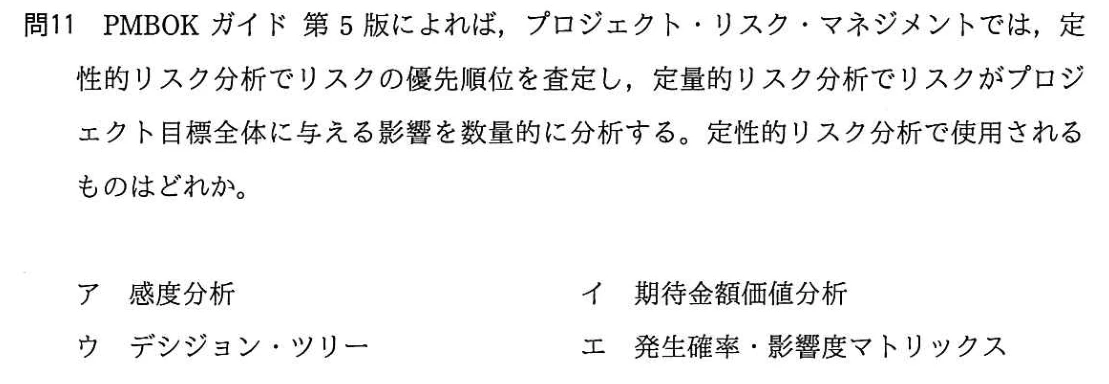 問11 PMBOK ガイド 第 5 版によれば，プロジェクト・リスク・マネジメントでは，定
性的リスク分析でリスクの優先順位を査定し，定量的リスク分析でリスクがプロジ
ェクト目標全体に与える影響を数量的に分析する。定性的リスク分析で使用される
ものはどれか。
ア 感度分析 イ 期待金額価値分析
ウ デシジョン・ツリー エ 発生確率・影響度マトリックス